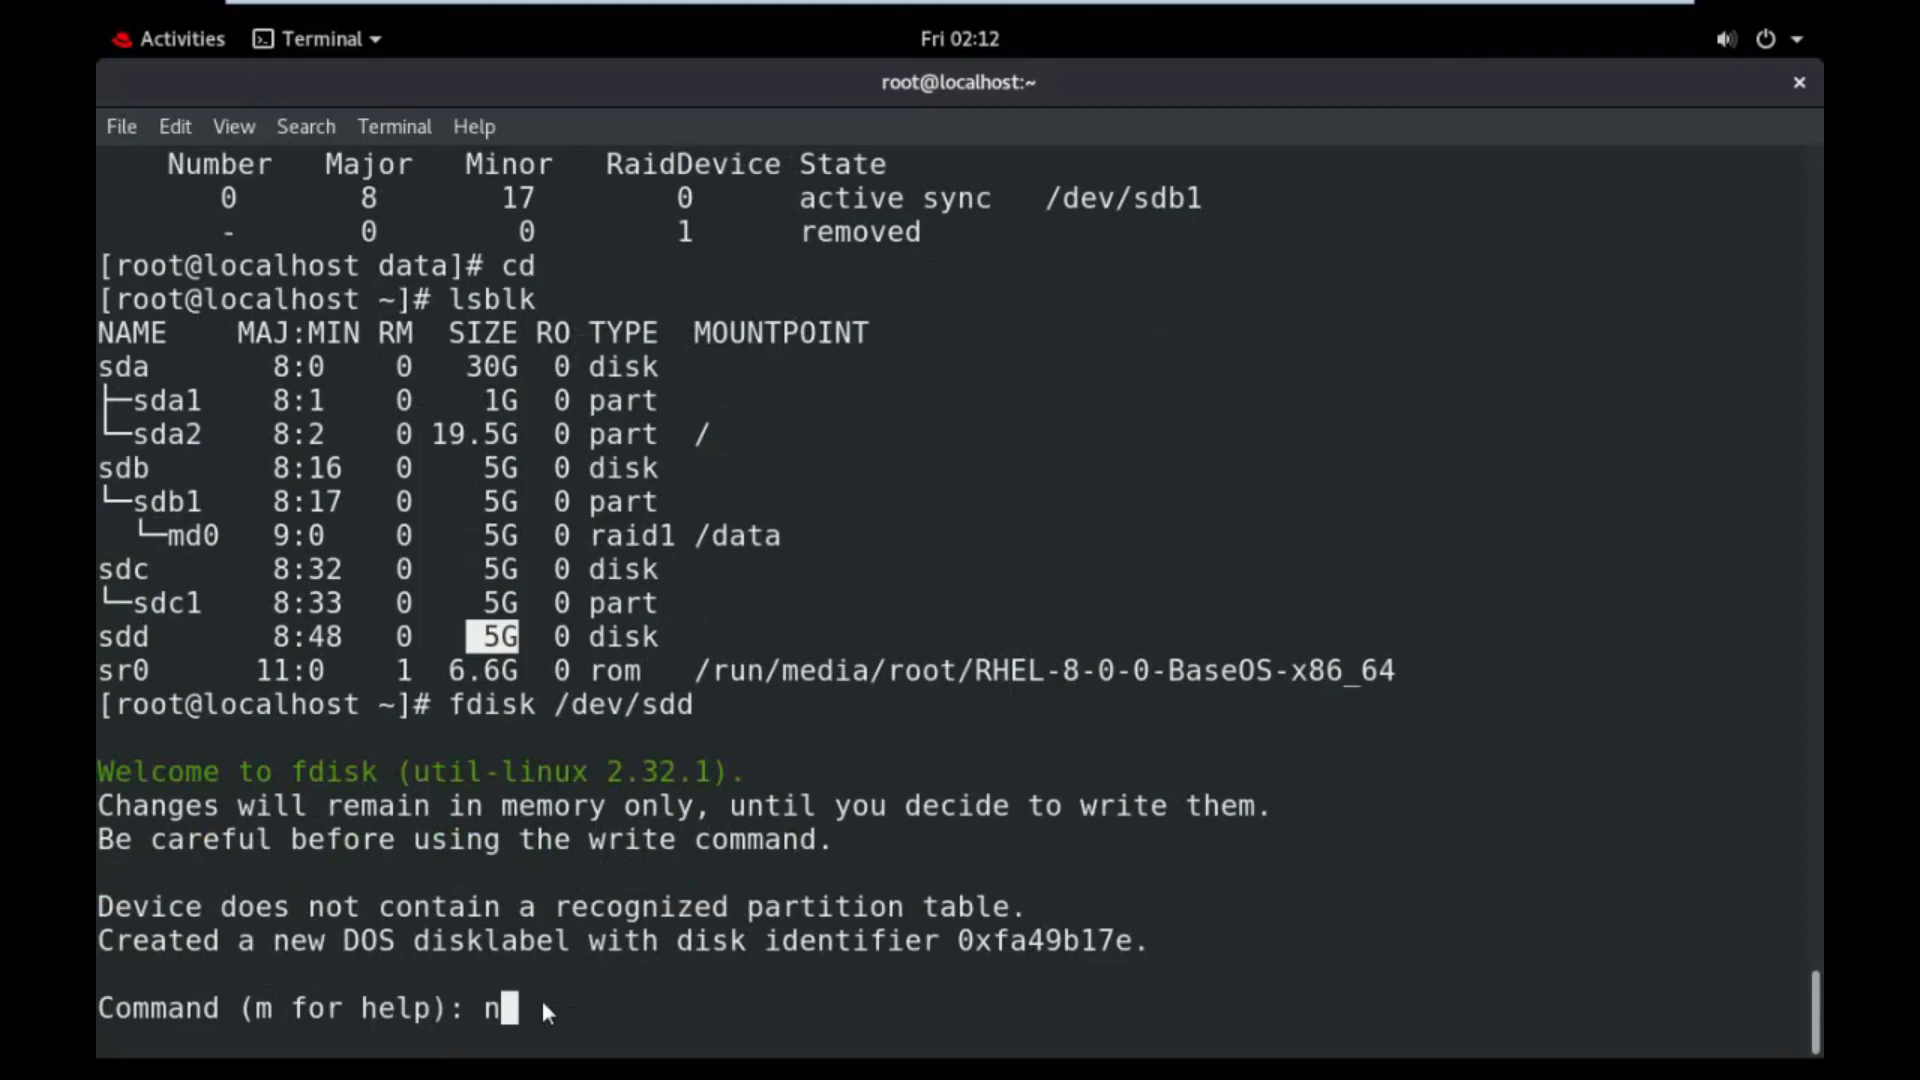 Activities Terminal Fri 02:12
root@localhost:~
File Edit View Search Terminal Help
Number Major Minor RaidDevice State
0 8 17 0 active sync /dev/sdb1
- 0 0 1 removed
[root@localhost data]# cd
[root@localhost ~]# lsblk
NAME MAJ:MIN RM SIZE RO TYPE MOUNTPOINT
sda 8:0 0 30G 0 disk
├─sda1 8:1 0 1G 0 part
└─sda2 8:2 0 19.5G 0 part /
sdb 8:16 0 5G 0 disk
└─sdb1 8:17 0 5G 0 part
└─md0 9:0 0 5G 0 raid1 /data
sdc 8:32 0 5G 0 disk
└─sdc1 8:33 0 5G 0 part
sdd 8:48 0 5G 0 disk
sr0 11:0 1 6.6G 0 rom /run/media/root/RHEL-8-0-0-BaseOS-x86_64
[root@localhost ~]# fdisk /dev/sdd
Welcome to fdisk (util-linux 2.32.1).
Changes will remain in memory only, until you decide to write them.
Be careful before using the write command.
Device does not contain a recognized partition table.
Created a new DOS disklabel with disk identifier 0xfa49b17e.
Command (m for help): n